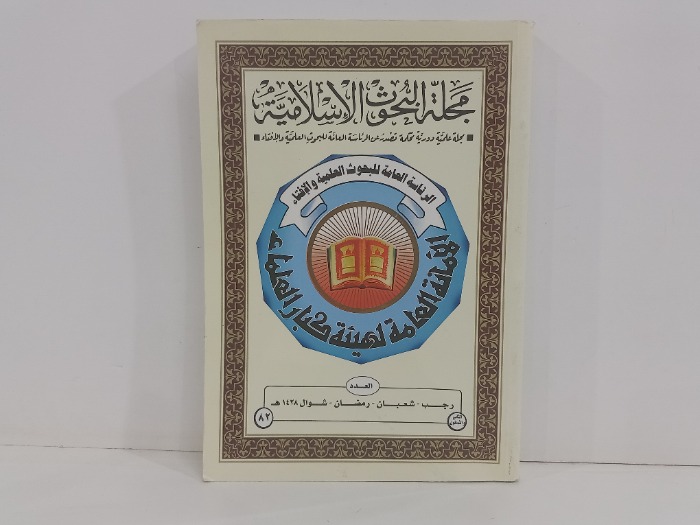 مجلة البحوث الإسلامية
مجلة علمية دورية محكمة تصدر عن الرئاسة العامة للبحوث العلمية والإفتاء
الرئاسة العامة للبحوث العلمية والإفتاء
الأمانة العامة لهيئة كبار العلماء
العدد
رجب - شعبان - رمضان - شوال ١٤٢٨هـ
٨٢